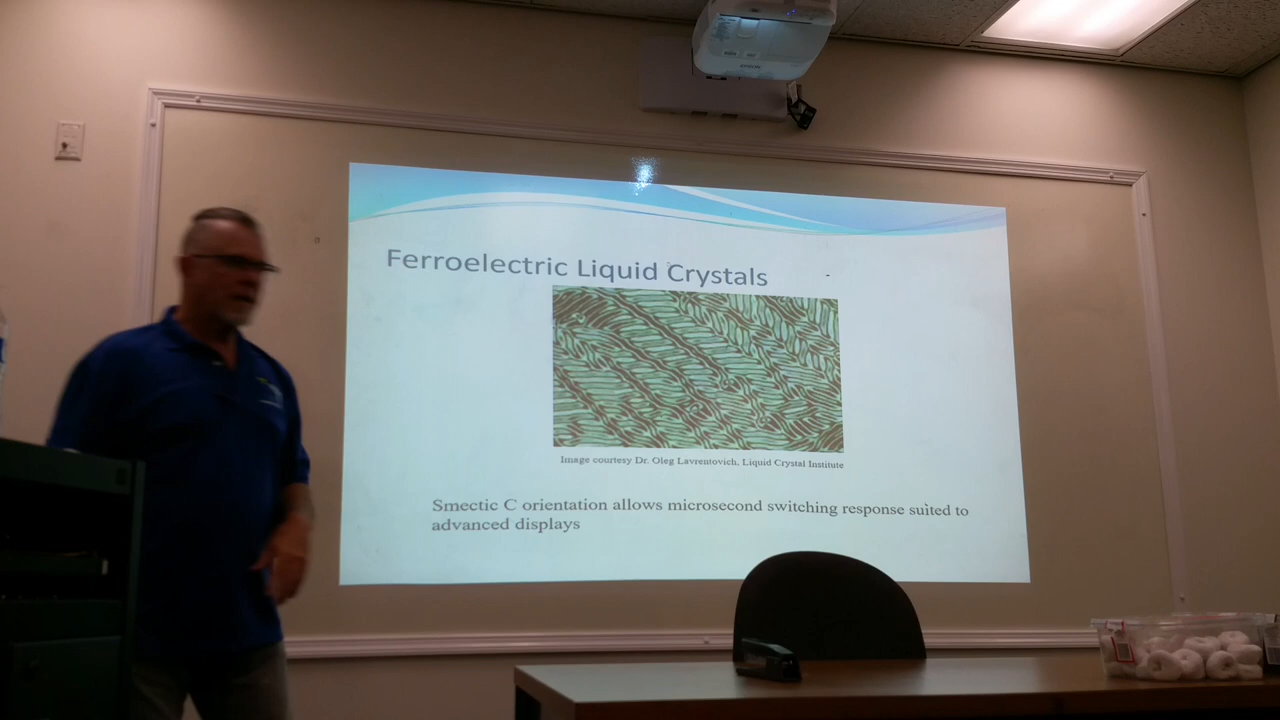 Ferroelectric Liquid Crystals
Image courtesy Dr. Oleg Lavrentovich, Liquid Crystal Institute
Smectic C orientation allows microsecond switching response suited to
advanced displays